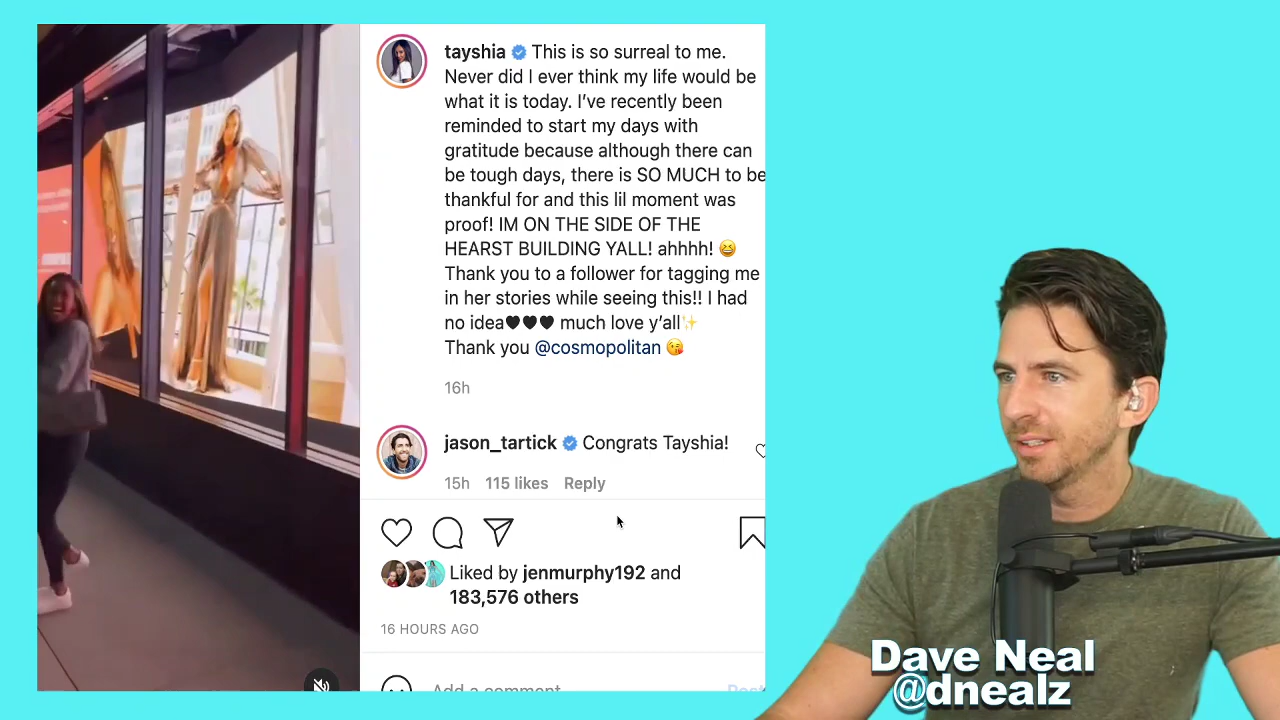 tayshia This is so surreal to me.
Never did I ever think my life would be
what it is today. I've recently been
reminded to start my days with
gratitude because although there can
be tough days, there is SO MUCH to be
thankful for and this lil moment was
proof! IM ON THE SIDE OF THE
HEARST BUILDING YALL! ahhhh! 😆
Thank you to a follower for tagging me
in her stories while seeing this!! I had
no idea🖤🖤🖤 much love y'all✨
Thank you @cosmopolitan 😘
16h
jason_tartick Congrats Tayshia!
15h 115 likes Reply
Liked by jenmurphy192 and
183,576 others
16 HOURS AGO
Add a comment
Post
Dave Neal
@dnealz